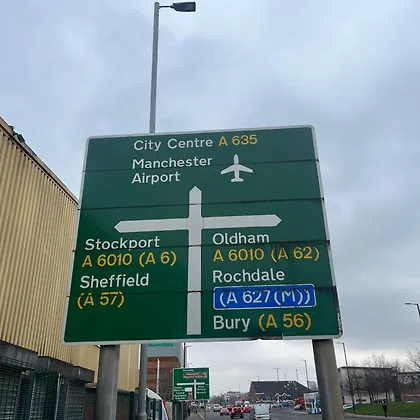 City Centre A 635
Manchester
Airport
Stockport
A 6010 (A 6)
Sheffield
(A 57)
Oldham
A 6010 (A 62)
Rochdale
(A 627(M))
Bury (A 56)